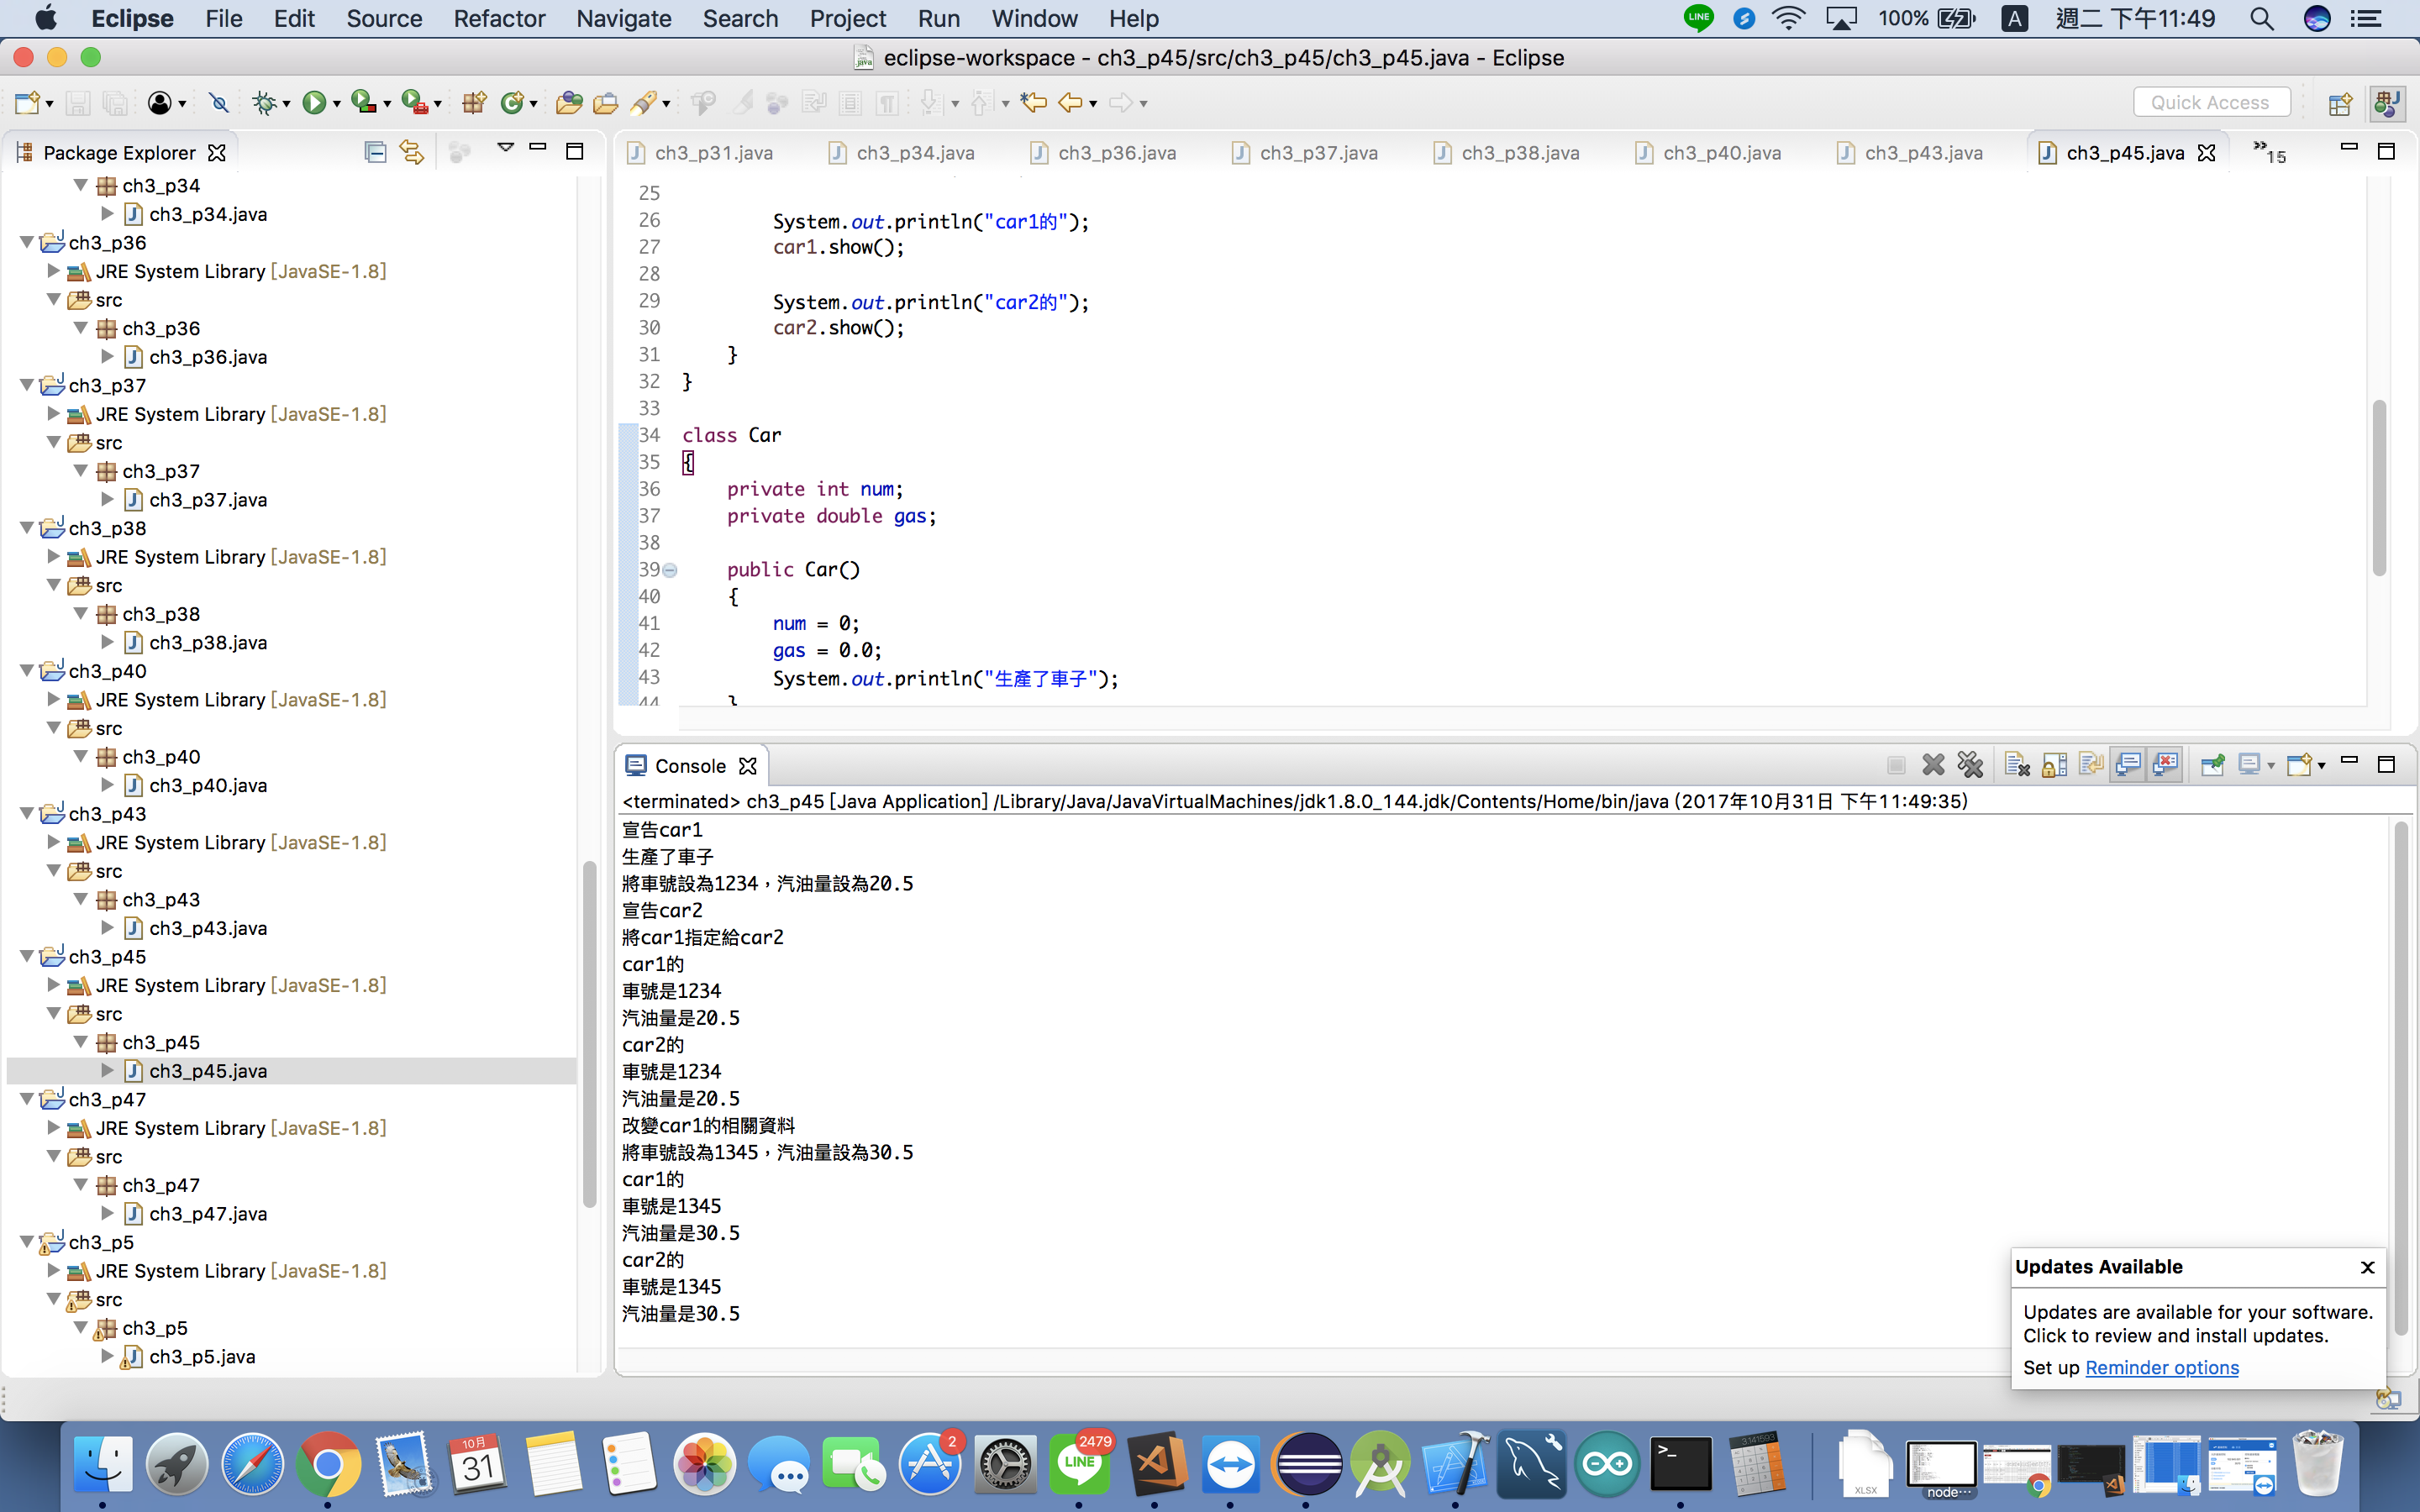 Eclipse File Edit Source Refactor Navigate Search Project Run Window Help
LINE 100% A 週二 下午11:49
eclipse-workspace - ch3_p45/src/ch3_p45/ch3_p45.java - Eclipse
Quick Access
Package Explorer
ch3_p34
ch3_p34.java
ch3_p36
JRE System Library [JavaSE-1.8]
src
ch3_p36
ch3_p36.java
ch3_p37
JRE System Library [JavaSE-1.8]
src
ch3_p37
ch3_p37.java
ch3_p38
JRE System Library [JavaSE-1.8]
src
ch3_p38
ch3_p38.java
ch3_p40
JRE System Library [JavaSE-1.8]
src
ch3_p40
ch3_p40.java
ch3_p43
JRE System Library [JavaSE-1.8]
src
ch3_p43
ch3_p43.java
ch3_p45
JRE System Library [JavaSE-1.8]
src
ch3_p45
ch3_p45.java
ch3_p47
JRE System Library [JavaSE-1.8]
src
ch3_p47
ch3_p47.java
ch3_p5
JRE System Library [JavaSE-1.8]
src
ch3_p5
ch3_p5.java
ch3_p31.java ch3_p34.java ch3_p36.java ch3_p37.java ch3_p38.java ch3_p40.java ch3_p43.java ch3_p45.java »15
25
26 System.out.println("car1的");
27 car1.show();
28
29 System.out.println("car2的");
30 car2.show();
31 }
32 }
33
34 class Car
35 {
36 private int num;
37 private double gas;
38
39 public Car()
40 {
41 num = 0;
42 gas = 0.0;
43 System.out.println("生產了車子");
44 }
Console
<terminated> ch3_p45 [Java Application] /Library/Java/JavaVirtualMachines/jdk1.8.0_144.jdk/Contents/Home/bin/java (2017年10月31日 下午11:49:35)
宣告car1
生產了車子
將車號設為1234，汽油量設為20.5
宣告car2
將car1指定給car2
car1的
車號是1234
汽油量是20.5
car2的
車號是1234
汽油量是20.5
改變car1的相關資料
將車號設為1345，汽油量設為30.5
car1的
車號是1345
汽油量是30.5
car2的
車號是1345
汽油量是30.5
Updates Available
Updates are available for your software.
Click to review and install updates.
Set up Reminder options
10月
31
2
2479
LINE
>_
3.141593
XLSX
node…